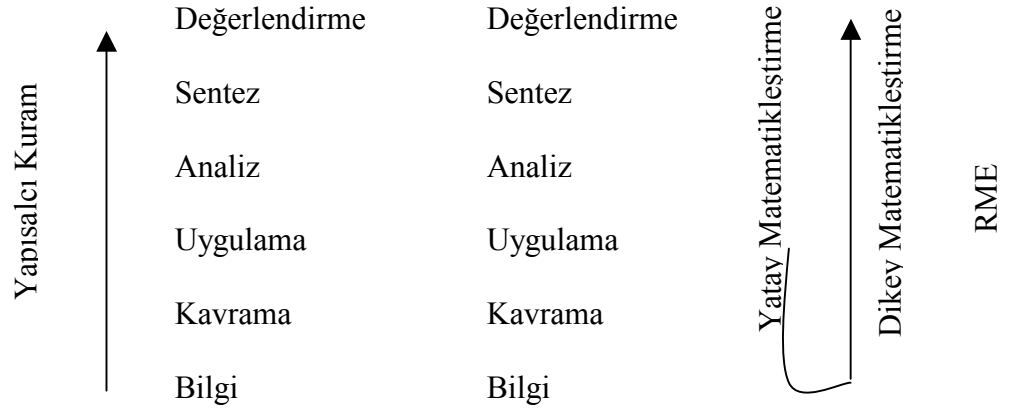 Yapısalcı Kuram
Değerlendirme
Sentez
Analiz
Uygulama
Kavrama
Bilgi
Değerlendirme
Sentez
Analiz
Uygulama
Kavrama
Bilgi
Yatay Matematikleştirme
Dikey Matematikleştirme
RME